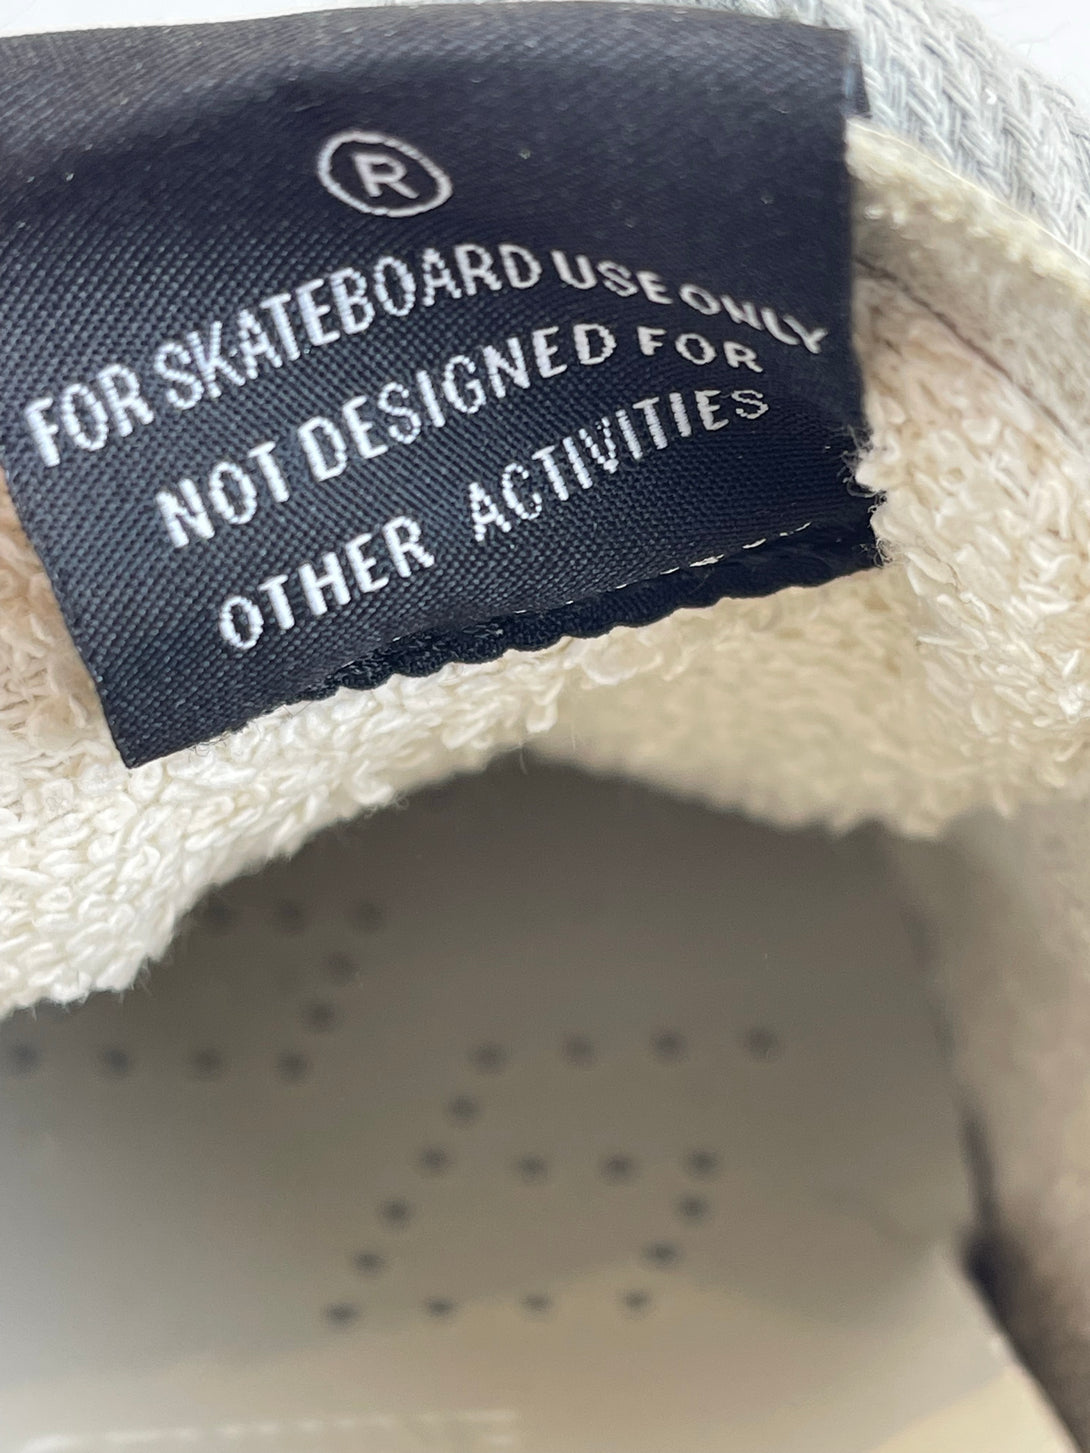 ®
FOR SKATEBOARD USE ONLY
NOT DESIGNED FOR
OTHER ACTIVITIES